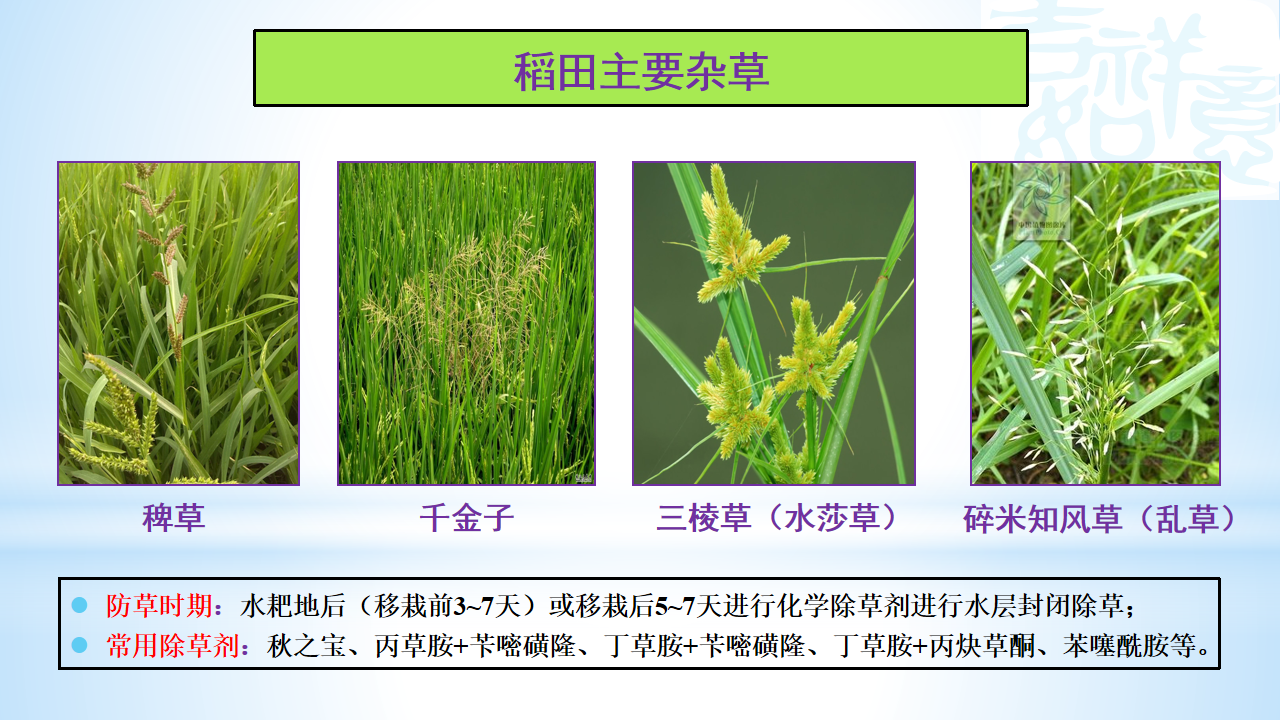 吉祥如意
稻田主要杂草
稗草
千金子
三棱草（水莎草）
碎米知风草（乱草）
防草时期：水耙地后（移栽前3~7天）或移栽后5~7天进行化学除草剂进行水层封闭除草；
常用除草剂：秋之宝、丙草胺+苄嘧磺隆、丁草胺+苄嘧磺隆、丁草胺+丙炔草酮、苯噻酰胺等。